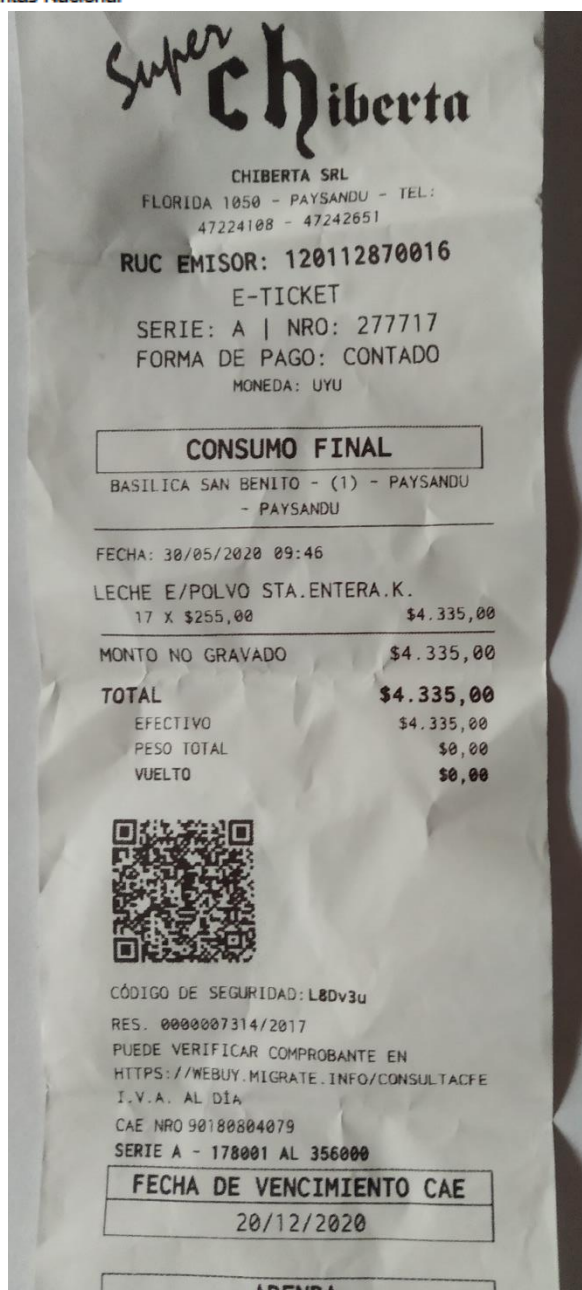 Nacional
Super Chiberta
CHIBERTA SRL
FLORIDA 1050 - PAYSANDU - TEL:
47224108 - 47242651
RUC EMISOR: 120112870016
E-TICKET
SERIE: A | NRO: 277717
FORMA DE PAGO: CONTADO
MONEDA: UYU
CONSUMO FINAL
BASILICA SAN BENITO - (1) - PAYSANDU
- PAYSANDU
FECHA: 30/05/2020 09:46
LECHE E/POLVO STA.ENTERA.K.
17 X $255,00 $4.335,00
MONTO NO GRAVADO $4.335,00
TOTAL $4.335,00
EFECTIVO $4.335,00
PESO TOTAL $0,00
VUELTO $0,00
CÓDIGO DE SEGURIDAD: L8Dv3u
RES. 0000007314/2017
PUEDE VERIFICAR COMPROBANTE EN
HTTPS://WEBUY.MIGRATE.INFO/CONSULTACFE
I.V.A. AL DÍA
CAE NRO 90180804079
SERIE A - 178001 AL 356000
FECHA DE VENCIMIENTO CAE
20/12/2020
ADENDA